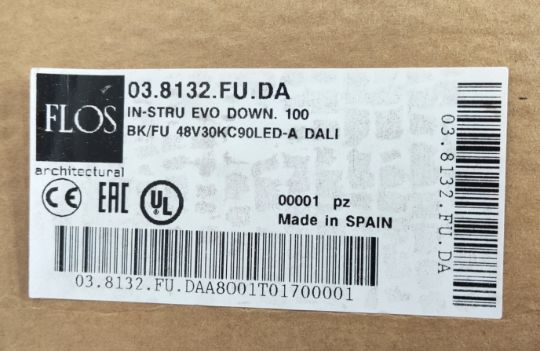 FLOS
architectural
03.8132.FU.DA
IN-STRU EVO DOWN. 100
BK/FU 48V30KC90LED-A DALI
CE EAC UL
00001 pz
Made in SPAIN
03.8132.FU.DAA8001T01700001
03.8132.FU.DA